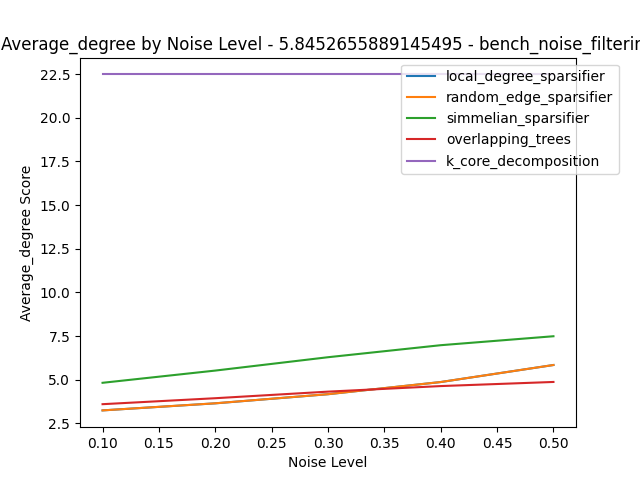 Average_degree by Noise Level - 5.8452655889145495 - bench_noise_filterin
local_degree_sparsifier
random_edge_sparsifier
simmelian_sparsifier
overlapping_trees
k_core_decomposition
Average_degree Score
22.5
20.0
17.5
15.0
12.5
10.0
7.5
5.0
2.5
0.10 0.15 0.20 0.25 0.30 0.35 0.40 0.45 0.50
Noise Level